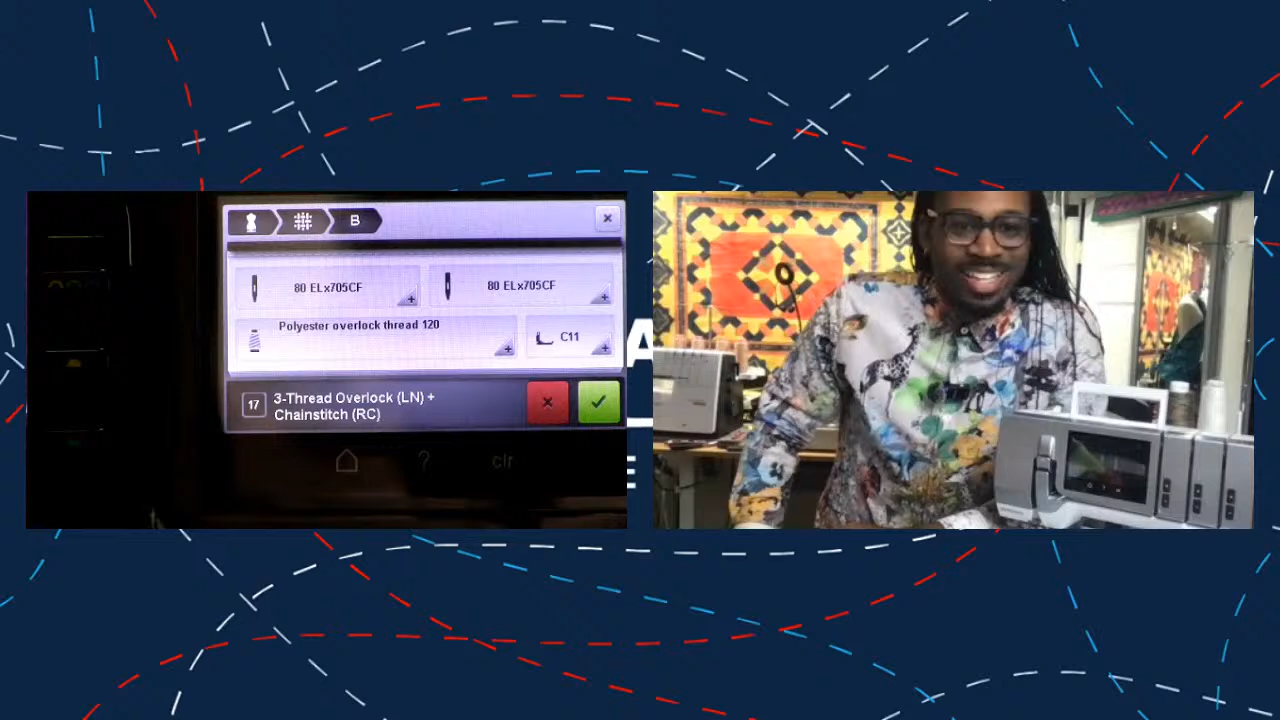 B
×
80 ELx705CF
80 ELx705CF
Polyester overlock thread 120
C11
17
3-Thread Overlock (LN) +
Chainstitch (RC)
? clr
A
E